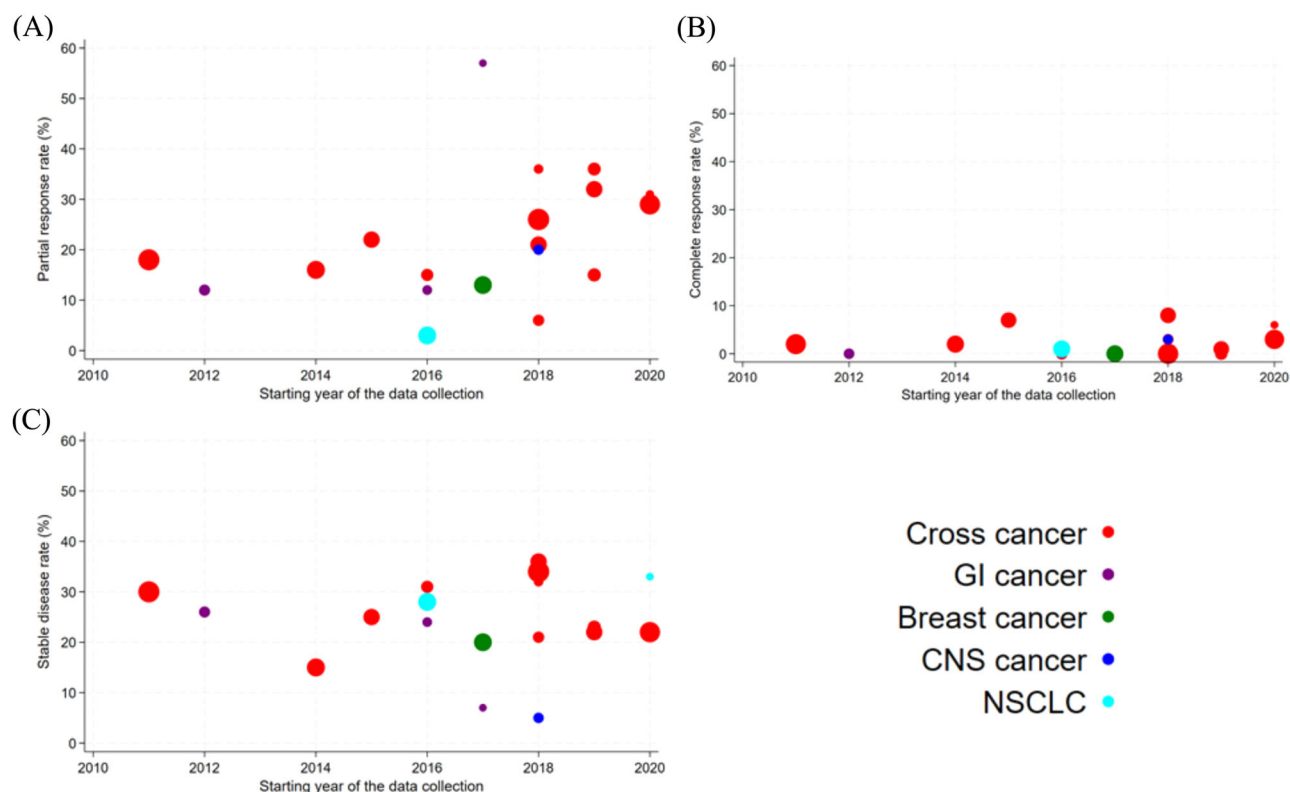 (A)
60
50
40
30
20
10
0
Partial response rate (%)
2010 2012 2014 2016 2018 2020
Starting year of the data collection
(B)
60
50
40
30
20
10
0
Complete response rate (%)
2010 2012 2014 2016 2018 2020
Starting year of the data collection
(C)
60
50
40
30
20
10
0
Stable disease rate (%)
2010 2012 2014 2016 2018 2020
Starting year of the data collection
Cross cancer
GI cancer
Breast cancer
CNS cancer
NSCLC